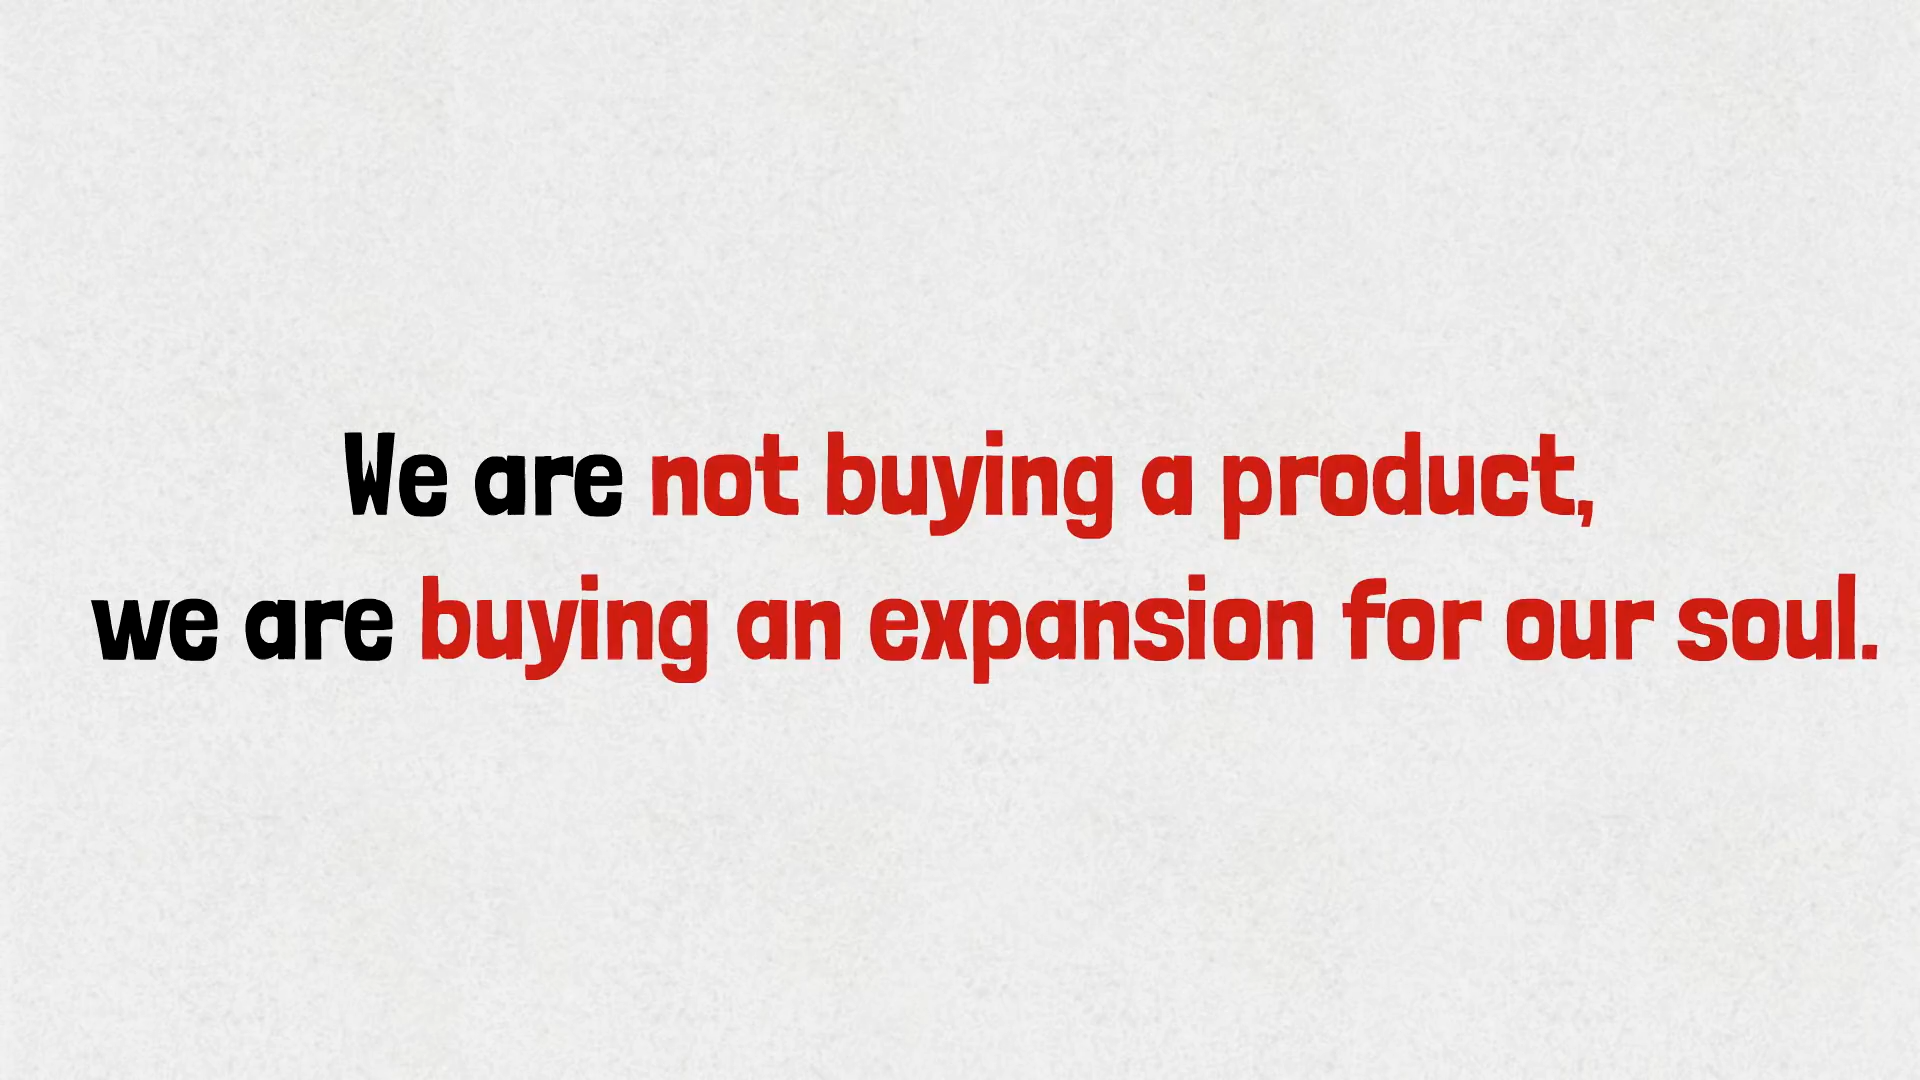 We are not buying a product,
we are buying an expansion for our soul.